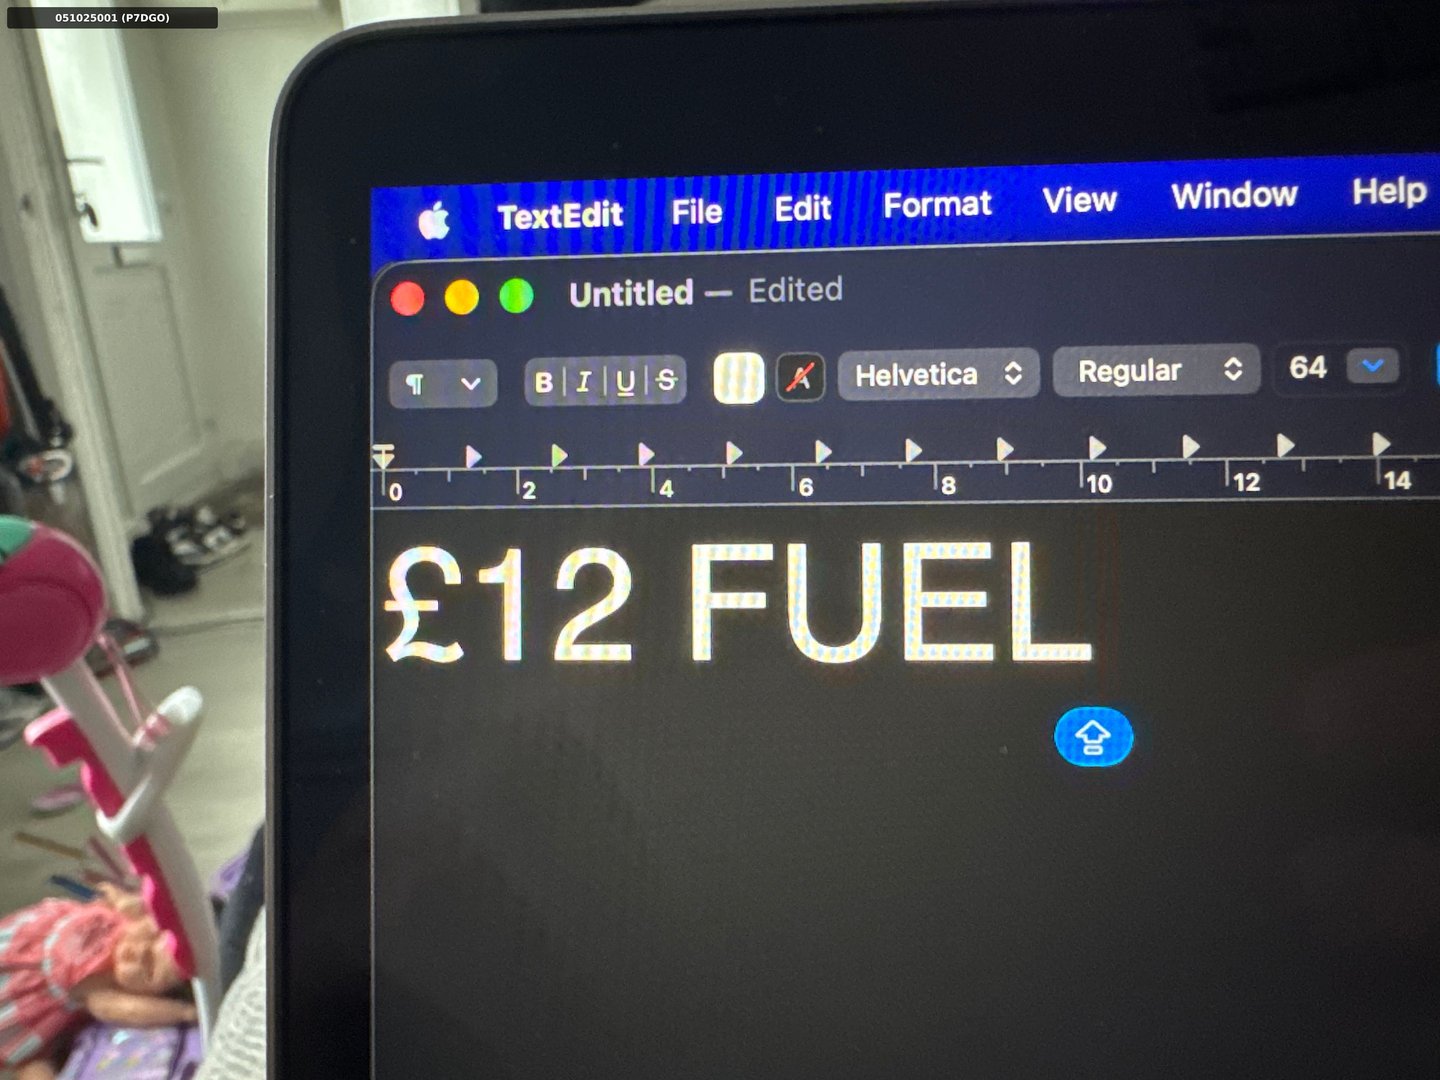 051025001 (P7DGO)
TextEdit File Edit Format View Window Help
Untitled — Edited
¶ B I U S A Helvetica Regular 64
0 2 4 6 8 10 12 14
£12 FUEL